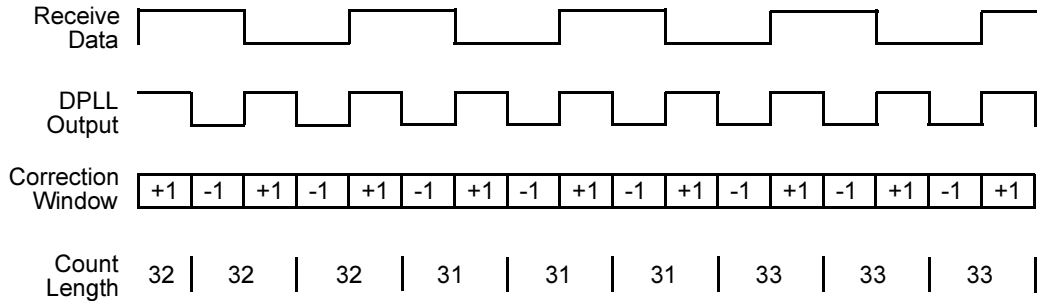 Receive
Data
DPLL
Output
Correction
Window
+1 -1 +1 -1 +1 -1 +1 -1 +1 -1 +1 -1 +1 -1 +1 -1 +1
Count
Length
32 32 32 31 31 31 33 33 33